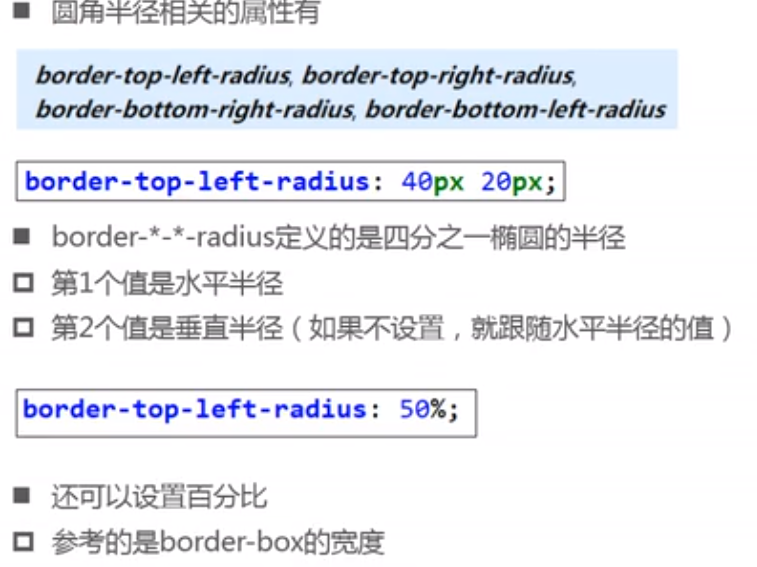 圆角半径相关的属性有
border-top-left-radius, border-top-right-radius,
border-bottom-right-radius, border-bottom-left-radius
border-top-left-radius: 40px 20px;
border-*-*-radius定义的是四分之一椭圆的半径
第1个值是水平半径
第2个值是垂直半径（如果不设置，就跟随水平半径的值）
border-top-left-radius: 50%;
还可以设置百分比
参考的是border-box的宽度